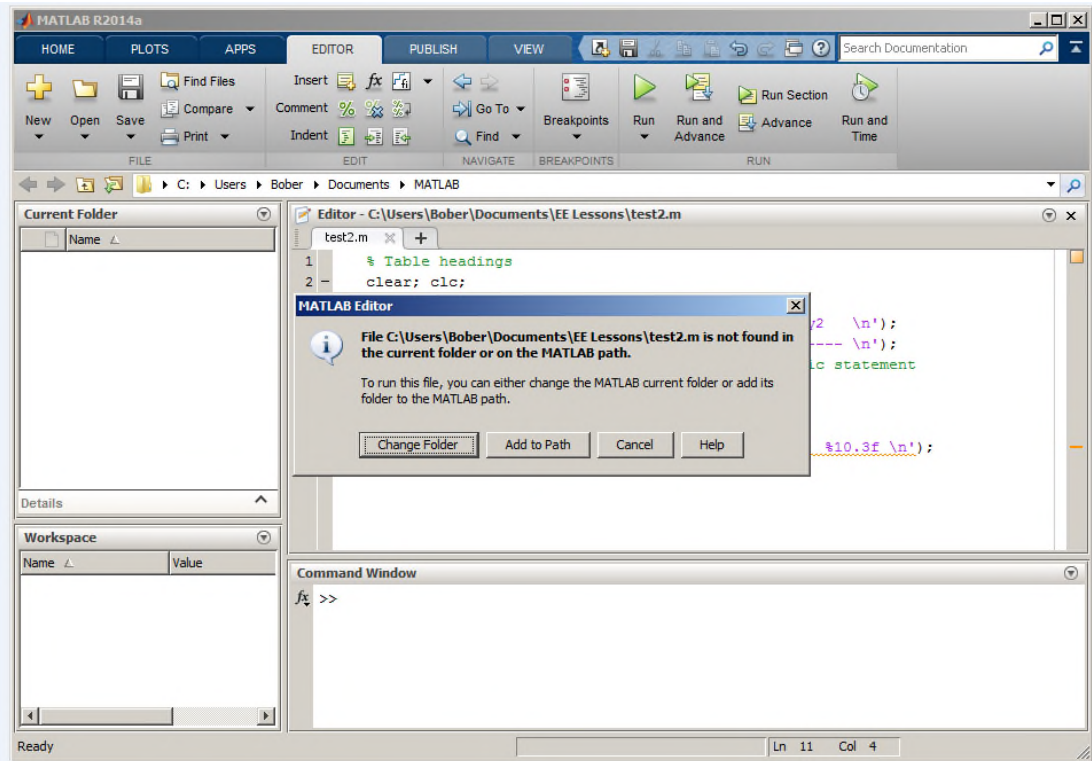 MATLAB R2014a
HOME PLOTS APPS EDITOR PUBLISH VIEW Search Documentation
New Open Save Find Files Compare Print
FILE
Insert fx
Comment
Indent
EDIT
Go To
Find
NAVIGATE
Breakpoints
BREAKPOINTS
Run Run and Advance Run Section Advance Run and Time
RUN
C: Users Bober Documents MATLAB
Current Folder
Name
Details
Workspace
Name Value
Editor - C:\Users\Bober\Documents\EE Lessons\test2.m
test2.m +
1 % Table headings
2 - clear; clc;
y2 \n');
---- \n');
ic statement
%10.3f \n');
MATLAB Editor
File C:\Users\Bober\Documents\EE Lessons\test2.m is not found in
the current folder or on the MATLAB path.
To run this file, you can either change the MATLAB current folder or add its
folder to the MATLAB path.
Change Folder Add to Path Cancel Help
Command Window
fx >>
Ready
Ln 11 Col 4